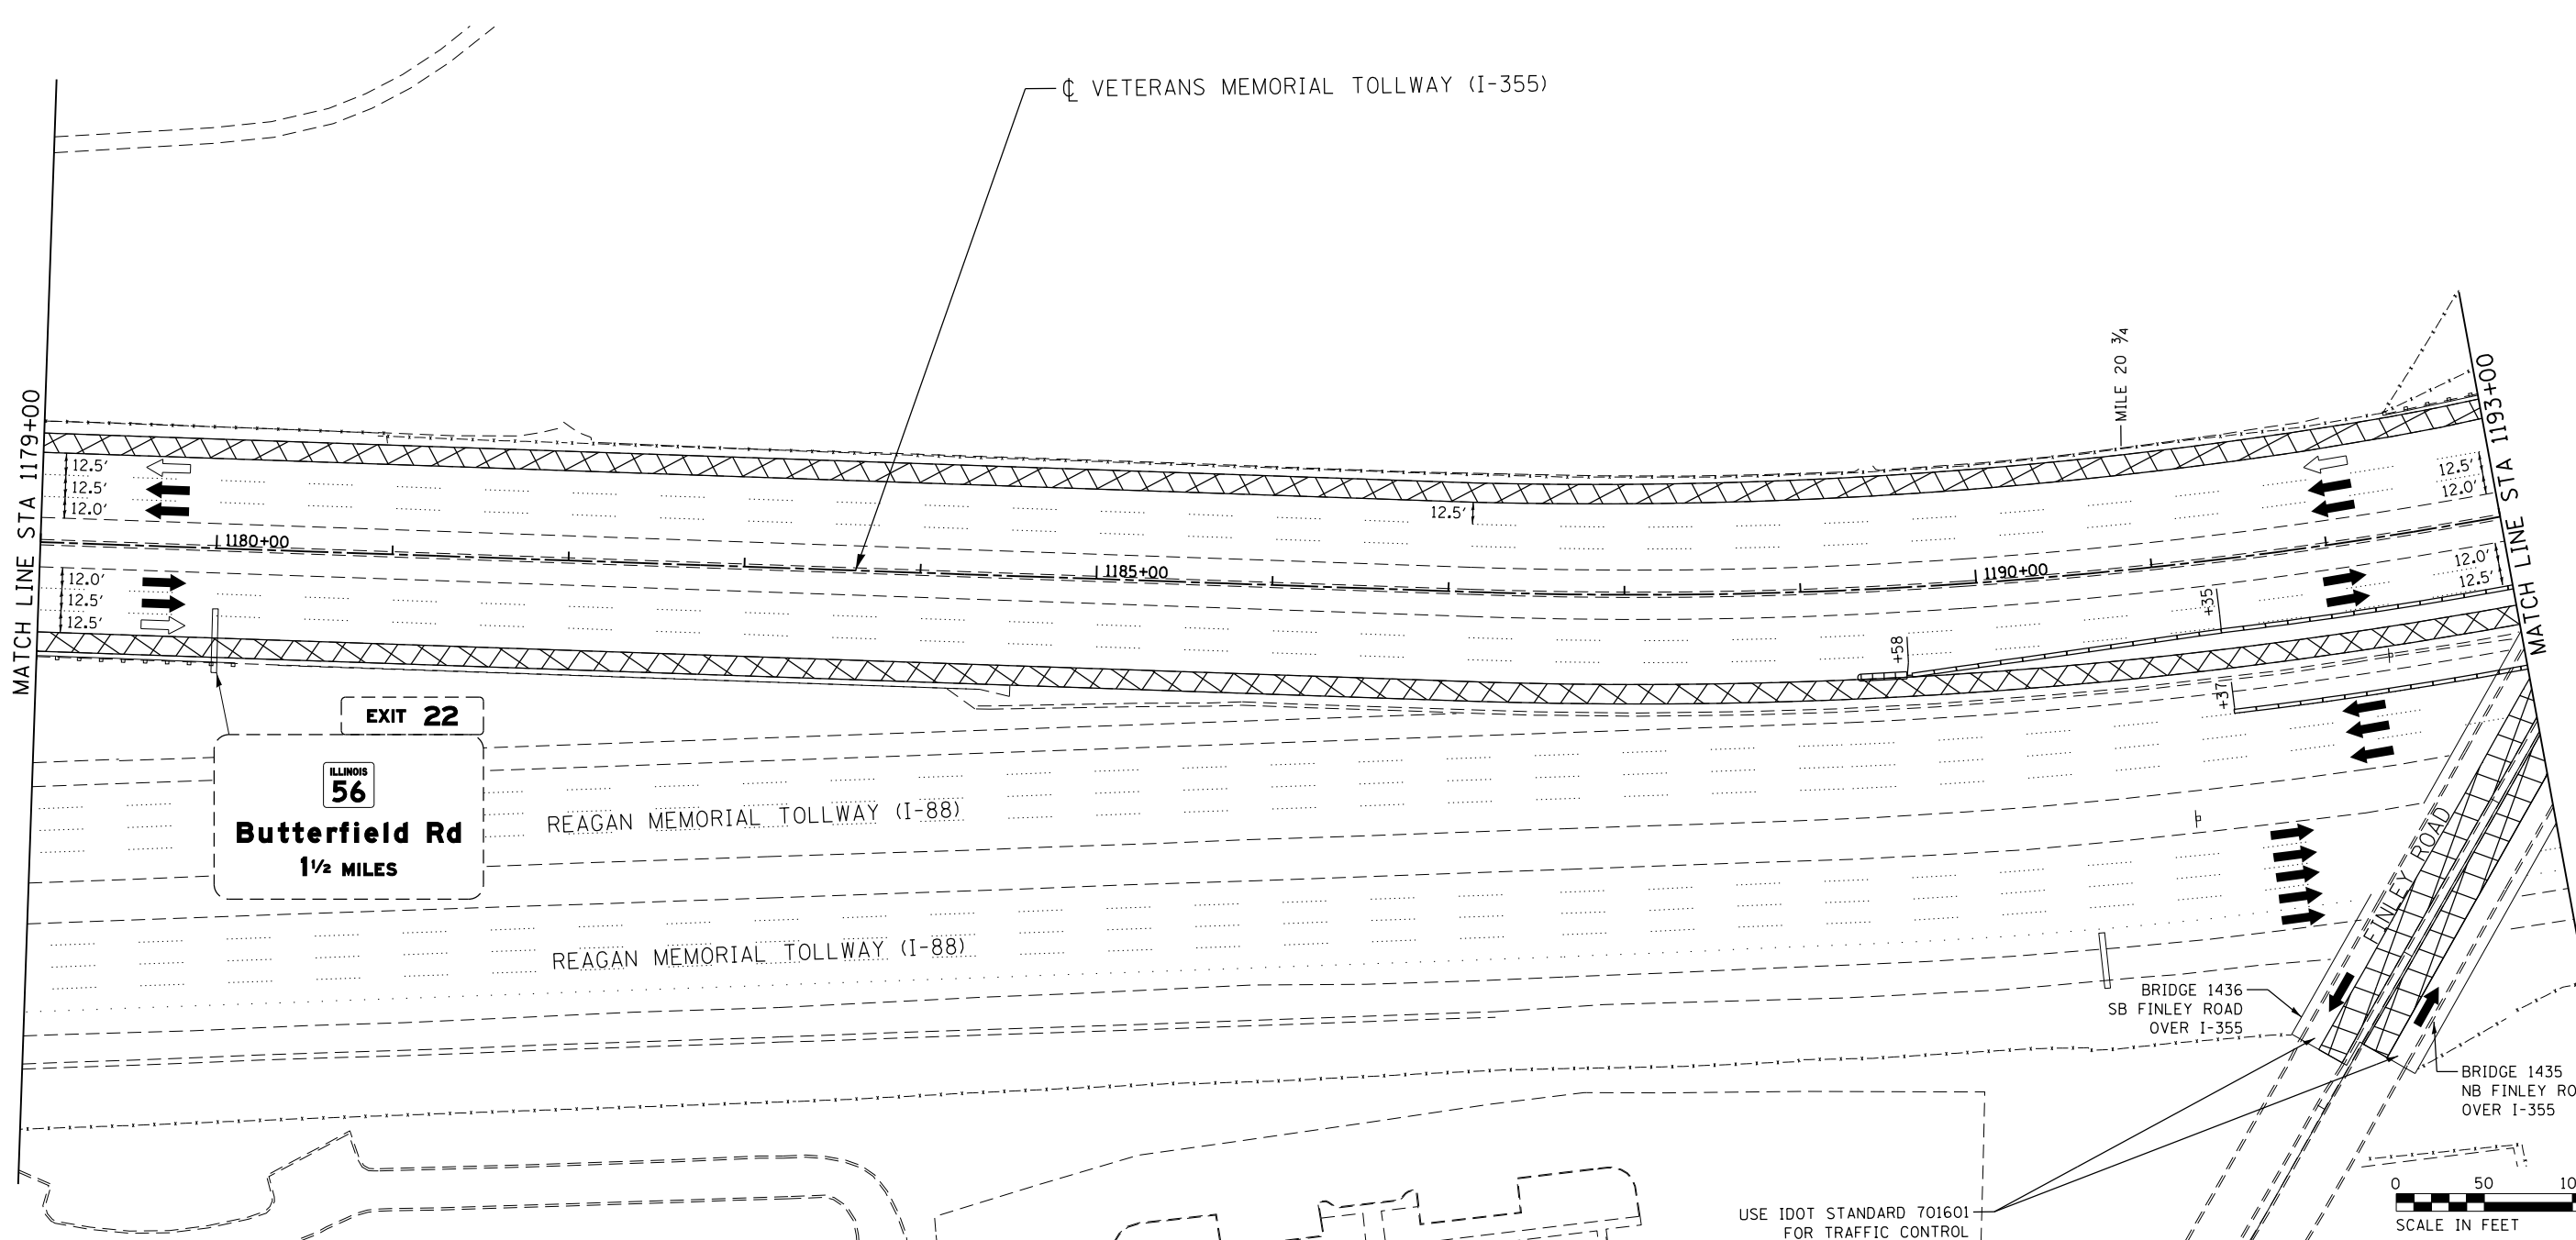 ℄ VETERANS MEMORIAL TOLLWAY (I-355)
MILE 20 ¾
MATCH LINE STA 1179+00
MATCH LINE STA 1193+00
12.5'
12.5'
12.0'
12.5'
12.5'
12.0'
1180+00
1185+00
1190+00
12.0'
12.5'
12.5'
12.0'
12.5'
+58
+35
+37
EXIT 22
ILLINOIS
56
Butterfield Rd
1½ MILES
REAGAN MEMORIAL TOLLWAY (I-88)
REAGAN MEMORIAL TOLLWAY (I-88)
FINLEY ROAD
BRIDGE 1436
SB FINLEY ROAD
OVER I-355
BRIDGE 1435
NB FINLEY RO
OVER I-355
USE IDOT STANDARD 701601
FOR TRAFFIC CONTROL
0 50 10
SCALE IN FEET